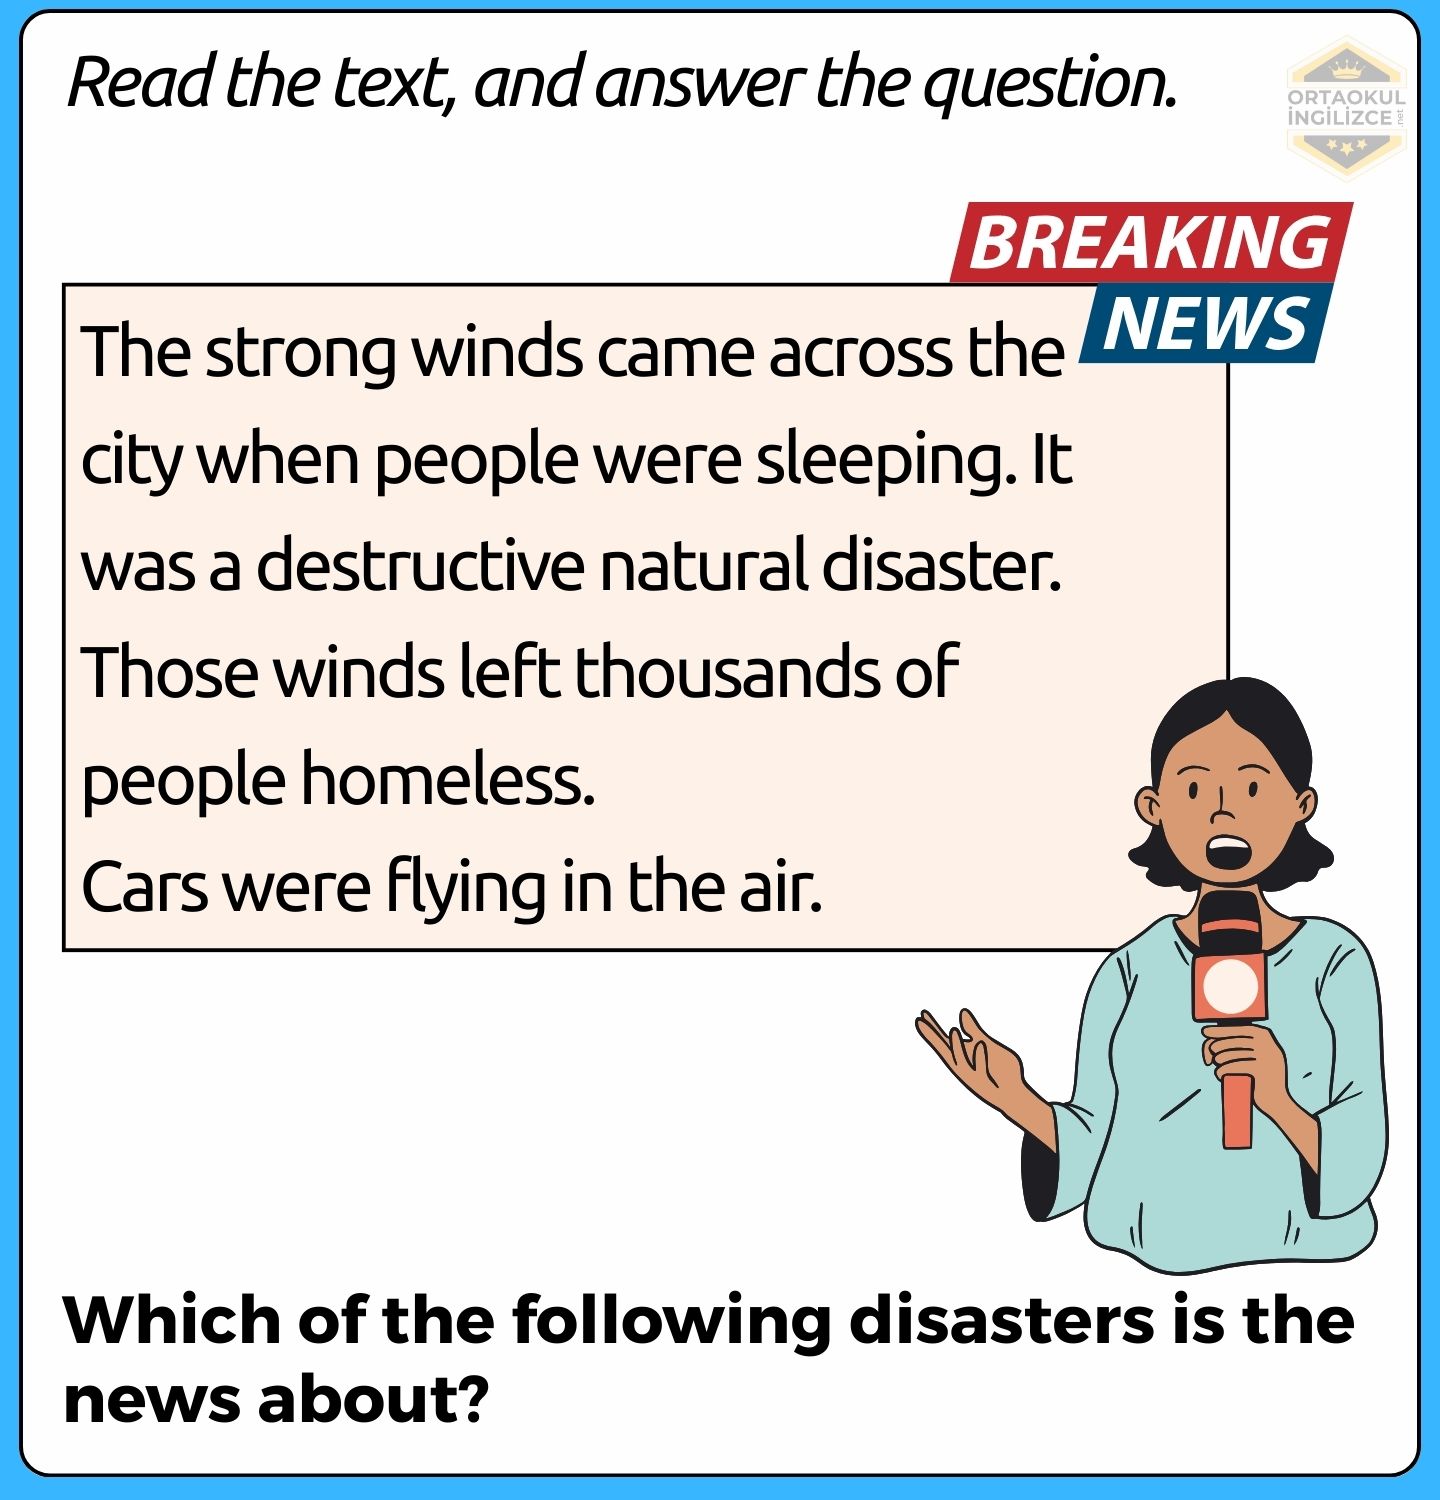 Read the text, and answer the question.
ORTAOKUL
İNGİLİZCE
.net
BREAKING
NEWS
The strong winds came across the
city when people were sleeping. It
was a destructive natural disaster.
Those winds left thousands of
people homeless.
Cars were flying in the air.
Which of the following disasters is the
news about?